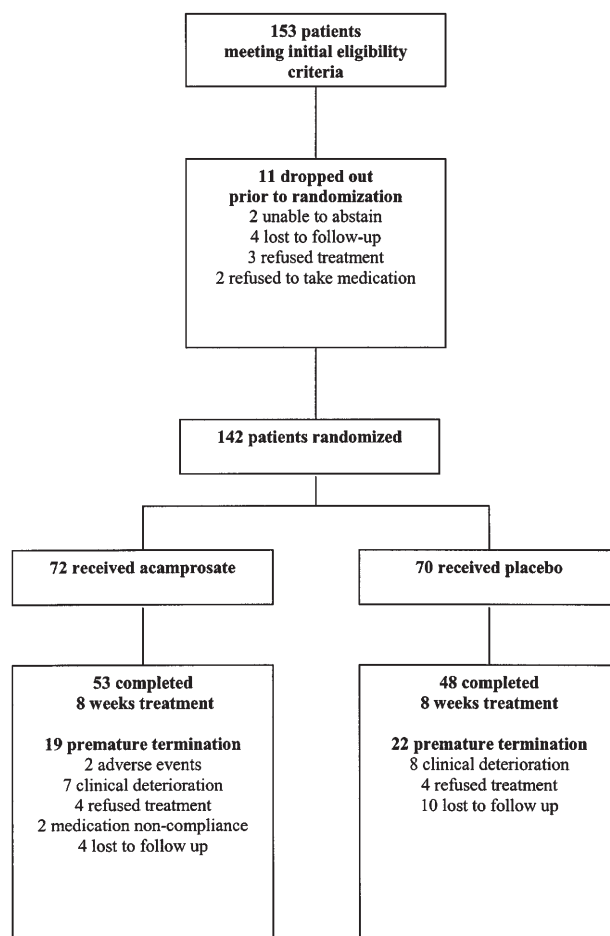 153 patients
meeting initial eligibility
criteria
11 dropped out
prior to randomization
2 unable to abstain
4 lost to follow-up
3 refused treatment
2 refused to take medication
142 patients randomized
72 received acamprosate
70 received placebo
53 completed
8 weeks treatment
19 premature termination
2 adverse events
7 clinical deterioration
4 refused treatment
2 medication non-compliance
4 lost to follow up
48 completed
8 weeks treatment
22 premature termination
8 clinical deterioration
4 refused treatment
10 lost to follow up